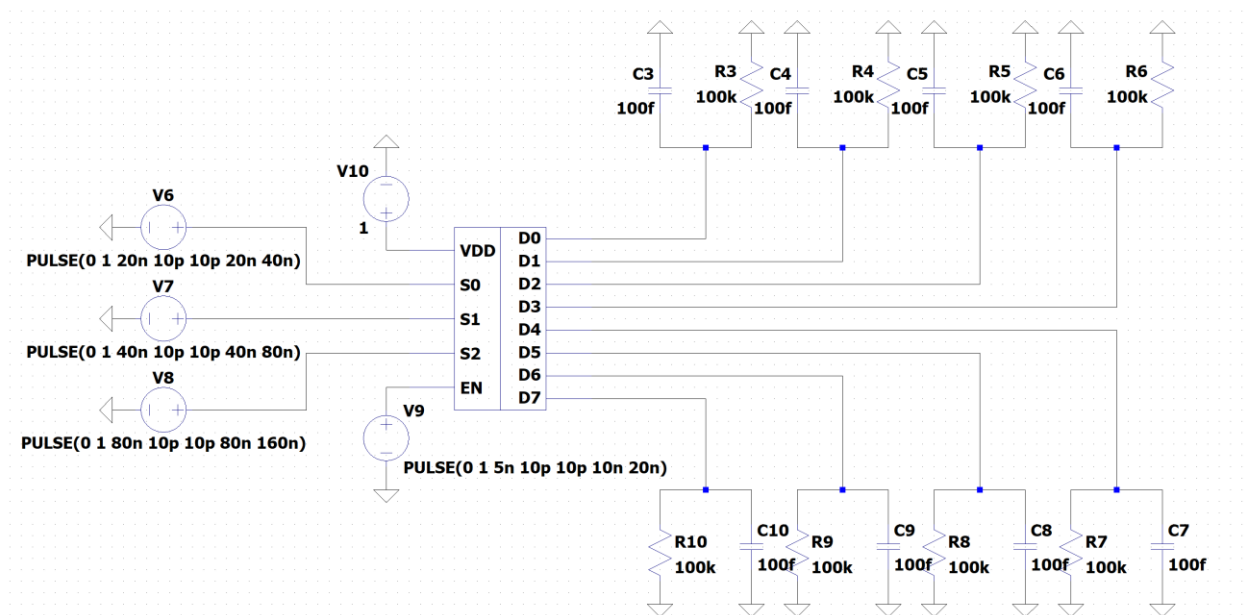 C3
100f
R3
100k
C4
100f
R4
100k
C5
100f
R5
100k
C6
100f
R6
100k
V10
1
V6
PULSE(0 1 20n 10p 10p 20n 40n)
V7
PULSE(0 1 40n 10p 10p 40n 80n)
V8
PULSE(0 1 80n 10p 10p 80n 160n)
VDD
S0
S1
S2
EN
D0
D1
D2
D3
D4
D5
D6
D7
V9
PULSE(0 1 5n 10p 10p 10n 20n)
R10
100k
C10
100f
R9
100k
C9
100f
R8
100k
C8
100f
R7
100k
C7
100f